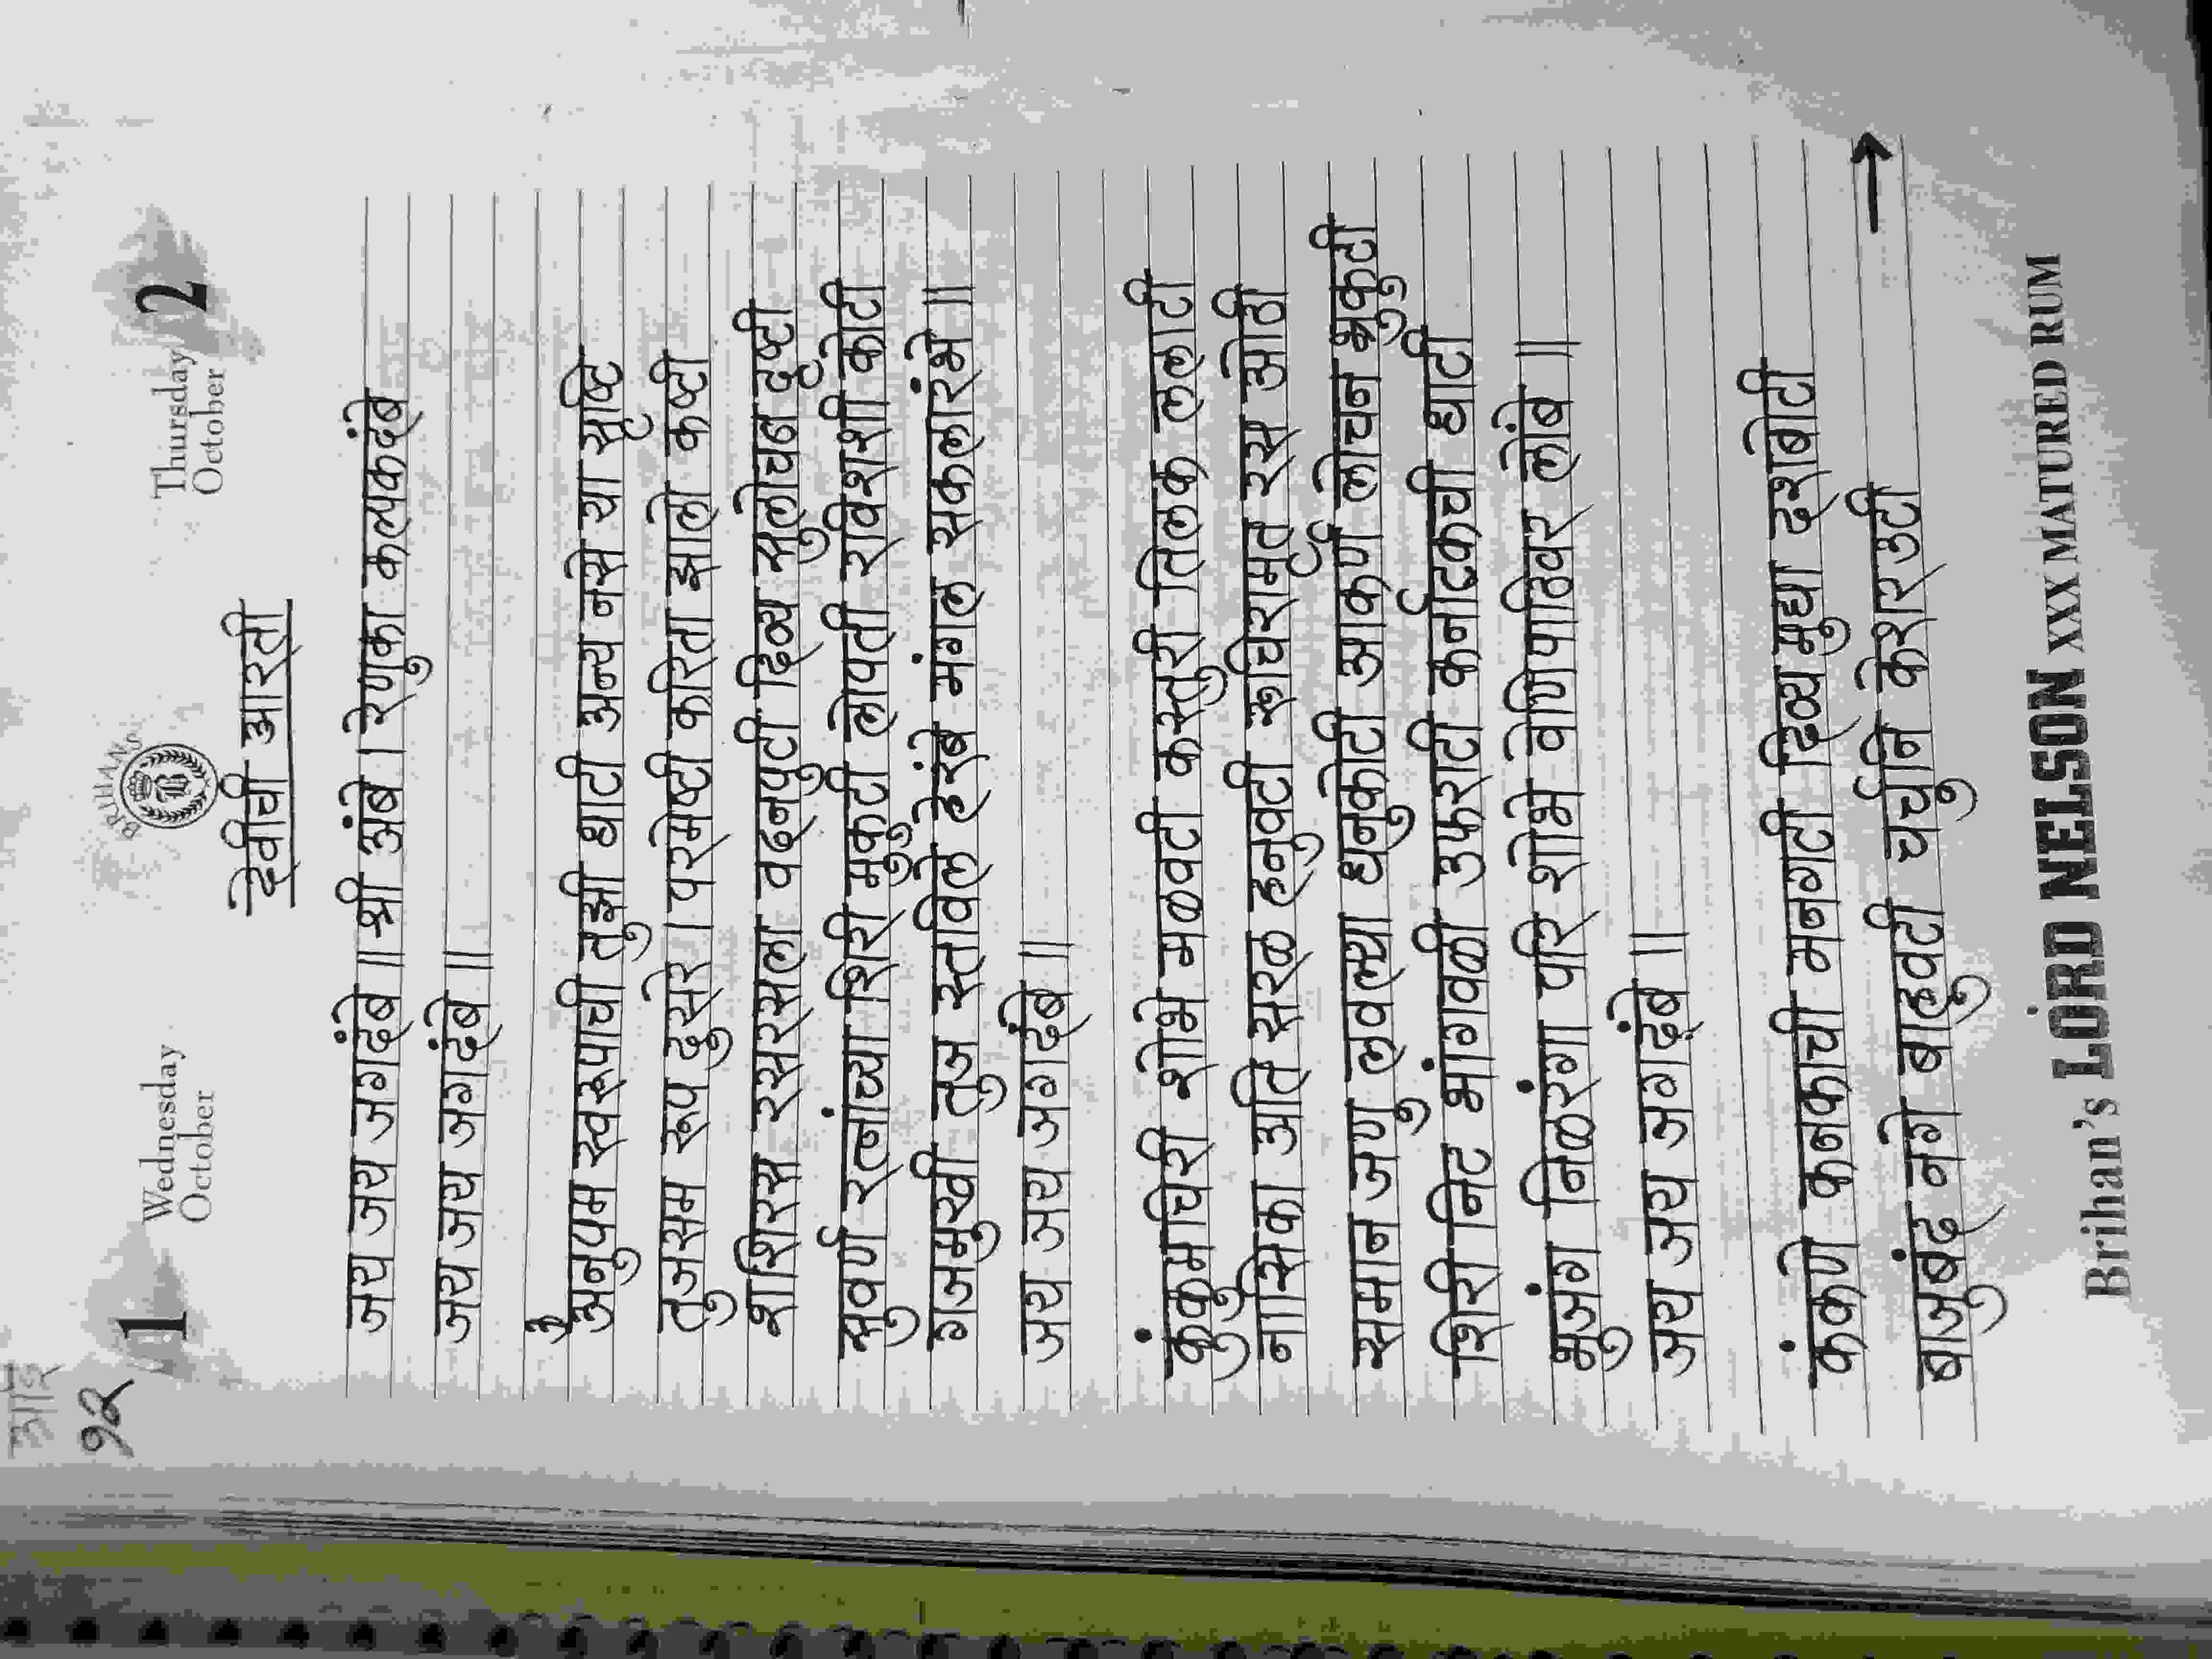 आई
१२
1 Wednesday October
BRIHANS
B
Thursday October 2
देवीची आरती
जय जय जगदंबे ॥ श्री अंबे । रेणुका कल्पकदंबे
जय जय जगदंबे ॥
अनुपम स्वरूपाची तुझी धाटी अन्य नसे या सृष्टि
तुजसम रूप दुसरे । परमेष्टी करिता झालो कष्टी
शशिरस रसरसला वदनपुटी दिव्य सुलोचन दृष्टी
सुवर्ण रत्नांच्या शिरी मुकुटी लोपती रविशशी कोटी
गजमुखी तुज स्तविले हेरंबे मंगल सकलारंभे ॥
जय जय जगदंबे ॥
कुंकुमचिरी शोभे मळवटी कस्तुरी तिलक ललाटी
नासिका अति सरळ हनुवटी रूचिरामृत रस ओठी
समान जणु लवल्या धनुकोटी आकर्ण लोचन भ्रुकुटी
शिरी निट भांगवळी उफराटी कर्नाटकची धाटी
भुजंग निळरंगा परि शोभे वेणिपाठिवर लोंबे ॥
जय जय जगदंबे ॥
कंकणे कनकाची मनगटी दिव्य मुद्या दशबोटी
बाजुबंद नगे बाहुवटी चर्चुनि केशर उटी →
Brihan's LORD NELSON XXX MATURED RUM